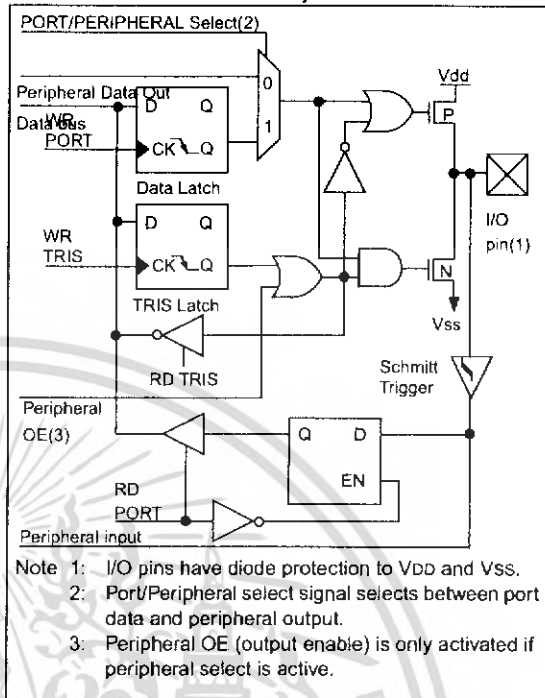 PORT/PERIPHERAL Select(2)
Peripheral Data Out
Data bus
WR
PORT
D Q
CK Q
Data Latch
0
1
Vdd
P
I/O
pin(1)
WR
TRIS
D Q
CK Q
TRIS Latch
N
Vss
RD TRIS
Schmitt
Trigger
Peripheral
OE(3)
Q D
EN
RD
PORT
Peripheral input
Note 1: I/O pins have diode protection to VDD and VSS.
2: Port/Peripheral select signal selects between port
data and peripheral output.
3: Peripheral OE (output enable) is only activated if
peripheral select is active.